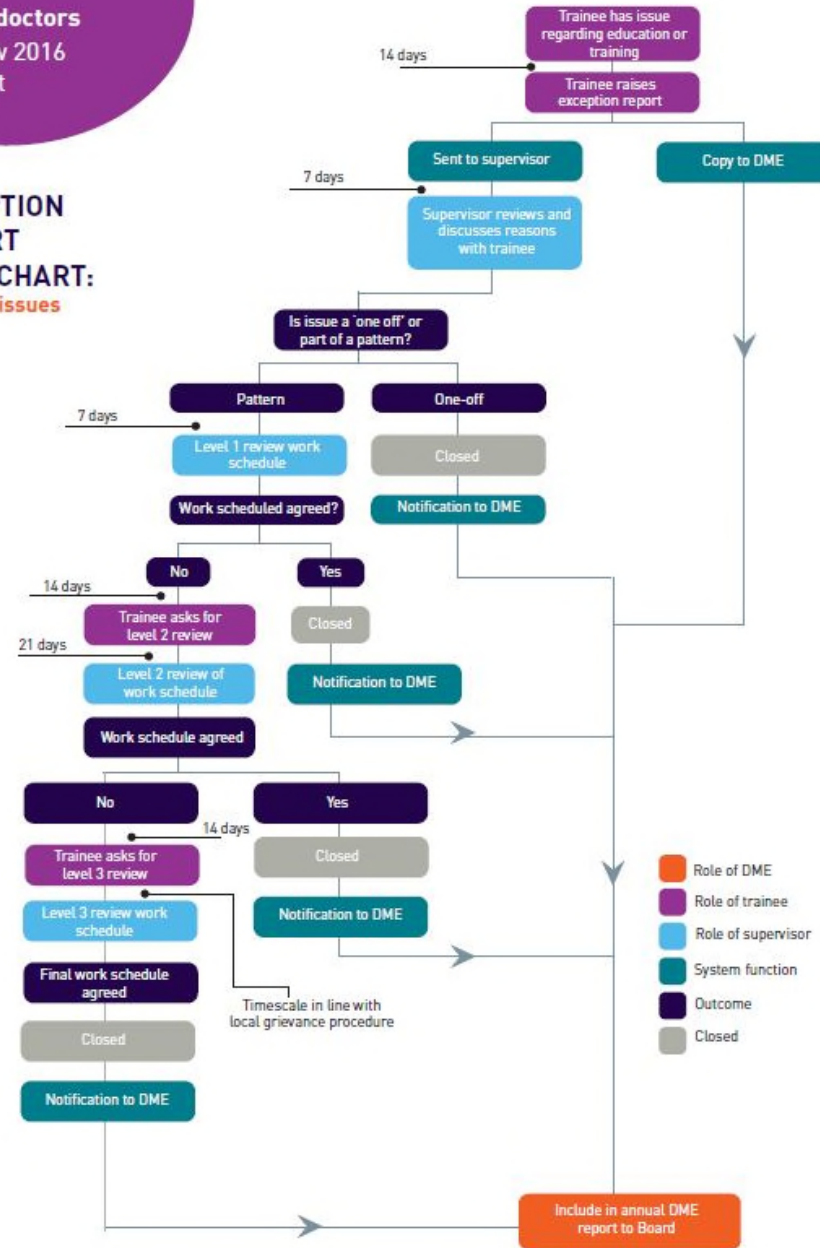 doctors
2016
Trainee has issue
regarding education or
training
14 days
Trainee raises
exception report
Sent to supervisor
Copy to DME
7 days
Supervisor reviews and
discusses reasons
with trainee
CHART:
issues
Is issue a 'one off' or
part of a pattern?
Pattern
One-off
7 days
Level 1 review work
schedule
Closed
Work scheduled agreed?
Notification to DME
No
Yes
14 days
Trainee asks for
level 2 review
Closed
21 days
Level 2 review of
work schedule
Notification to DME
Work schedule agreed
No
Yes
14 days
Trainee asks for
level 3 review
Closed
Level 3 review work
schedule
Notification to DME
Final work schedule
agreed
Timescale in line with
local grievance procedure
Closed
Notification to DME
Role of DME
Role of trainee
Role of supervisor
System function
Outcome
Closed
Include in annual DME
report to Board